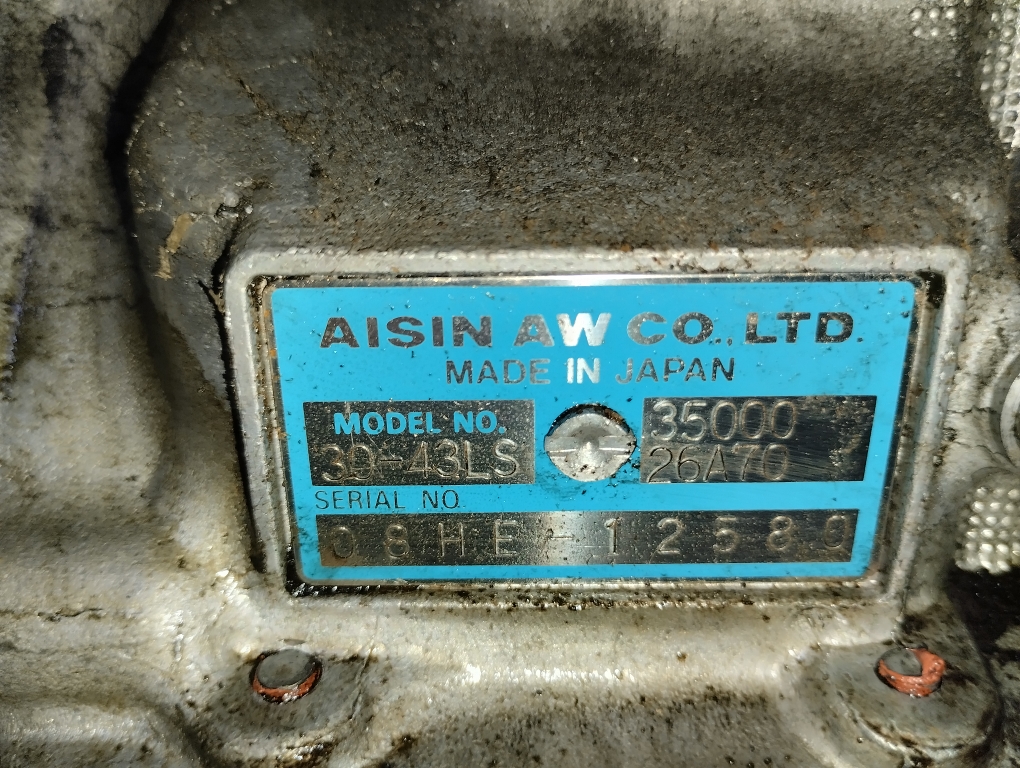 AISIN AW CO., LTD.
MADE IN JAPAN
MODEL NO.
30-43LS
35000
26A70
SERIAL NO.
08HE-12580